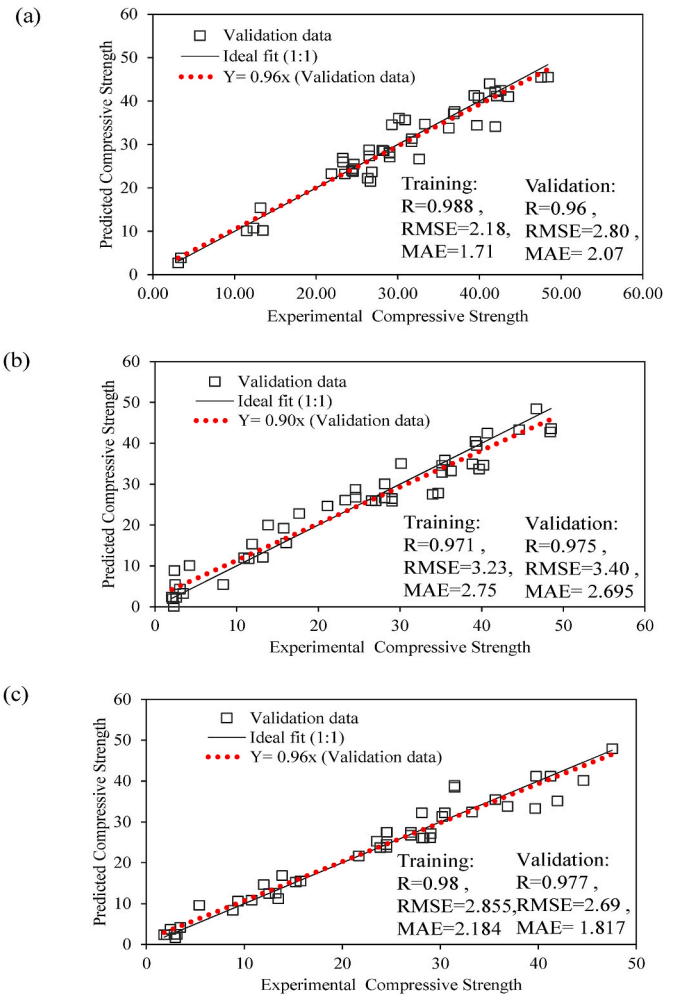 (a)
60
50
40
30
20
10
0
Predicted Compressive Strength
Validation data
Ideal fit (1:1)
Y= 0.96x (Validation data)
Training:
R=0.988 ,
RMSE=2.18,
MAE=1.71
Validation:
R=0.96 ,
RMSE=2.80 ,
MAE= 2.07
0.00 10.00 20.00 30.00 40.00 50.00 60.00
Experimental Compressive Strength
(b)
60
50
40
30
20
10
0
Predicted Compressive Strength
Validation data
Ideal fit (1:1)
Y= 0.90x (Validation data)
Training:
R=0.971 ,
RMSE=3.23,
MAE=2.75
Validation:
R=0.975 ,
RMSE=3.40 ,
MAE= 2.695
0 10 20 30 40 50 60
Experimental Compressive Strength
(c)
60
50
40
30
20
10
0
Predicted Compressive Strength
Validation data
Ideal fit (1:1)
Y= 0.96x (Validation data)
Training:
R=0.98 ,
RMSE=2.855,
MAE=2.184
Validation:
R=0.977 ,
RMSE=2.69 ,
MAE= 1.817
0 10 20 30 40 50
Experimental Compressive Strength